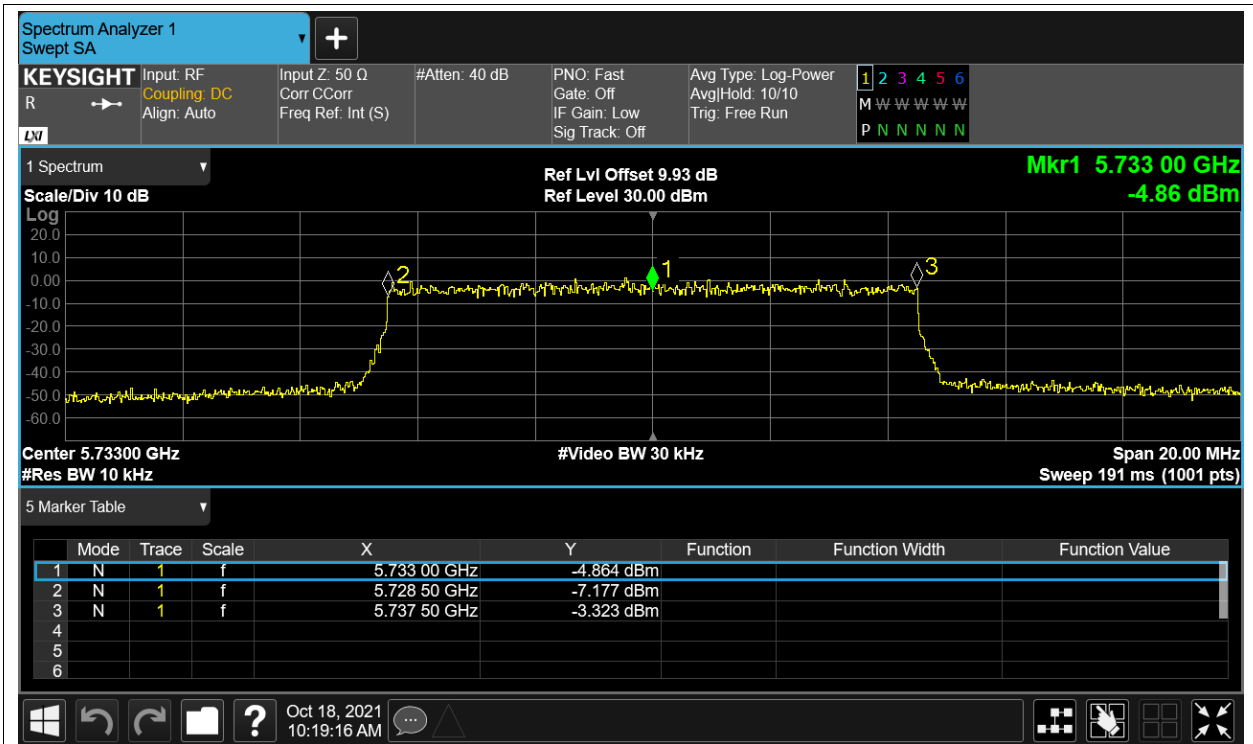 Spectrum Analyzer 1
Swept SA
+
KEYSIGHT Input: RF Input Z: 50 Ω #Atten: 40 dB PNO: Fast Avg Type: Log-Power 1 2 3 4 5 6
R Coupling: DC Corr CCorr Gate: Off Avg|Hold: 10/10 M W W W W W
Align: Auto Freq Ref: Int (S) IF Gain: Low Trig: Free Run
LXI Sig Track: Off P N N N N N
1 Spectrum
Ref Lvl Offset 9.93 dB Mkr1 5.733 00 GHz
Scale/Div 10 dB Ref Level 30.00 dBm -4.86 dBm
Log
20.0
10.0
0.00
-10.0
-20.0
-30.0
-40.0
-50.0
-60.0
2 1 3
Center 5.73300 GHz #Video BW 30 kHz Span 20.00 MHz
#Res BW 10 kHz Sweep 191 ms (1001 pts)
5 Marker Table
Mode Trace Scale X Y Function Function Width Function Value
1 N 1 f 5.733 00 GHz -4.864 dBm
2 N 1 f 5.728 50 GHz -7.177 dBm
3 N 1 f 5.737 50 GHz -3.323 dBm
4
5
6
? Oct 18, 2021
10:19:16 AM